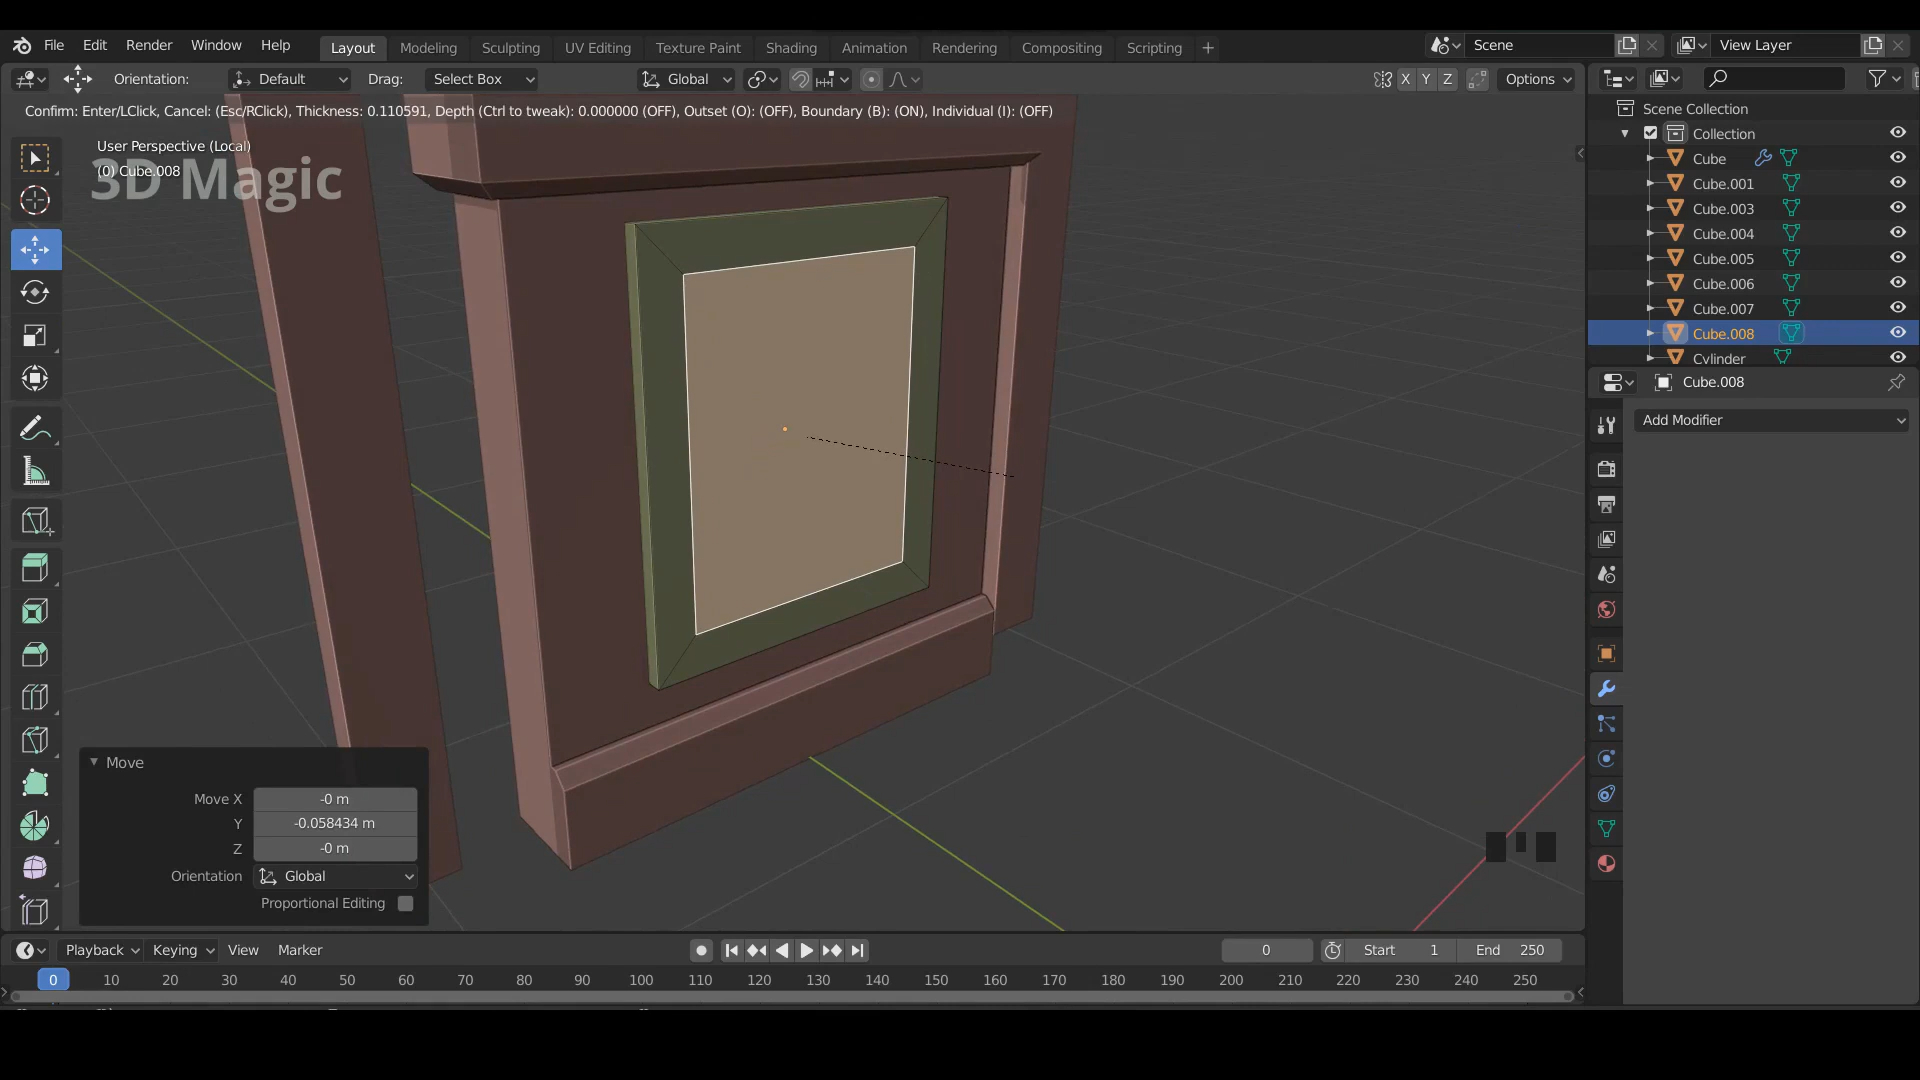 File Edit Render Window Help Layout Modeling Sculpting UV Editing Texture Paint Shading Animation Rendering Compositing Scripting + Scene View Layer
Orientation: Default Drag: Select Box Global X Y Z Options
Confirm: Enter/LClick, Cancel: (Esc/RClick), Thickness: 0.110591, Depth (Ctrl to tweak): 0.000000 (OFF), Outset (O): (OFF), Boundary (B): (ON), Individual (I): (OFF)
User Perspective (Local)
(0) Cube.008
3D Magic
Scene Collection
Collection
Cube
Cube.001
Cube.003
Cube.004
Cube.005
Cube.006
Cube.007
Cube.008
Cylinder
Cube.008
Add Modifier
Move
Move X -0 m
Y -0.058434 m
Z -0 m
Orientation Global
Proportional Editing
Playback Keying View Marker 0 Start 1 End 250
0 10 20 30 40 50 60 70 80 90 100 110 120 130 140 150 160 170 180 190 200 210 220 230 240 250